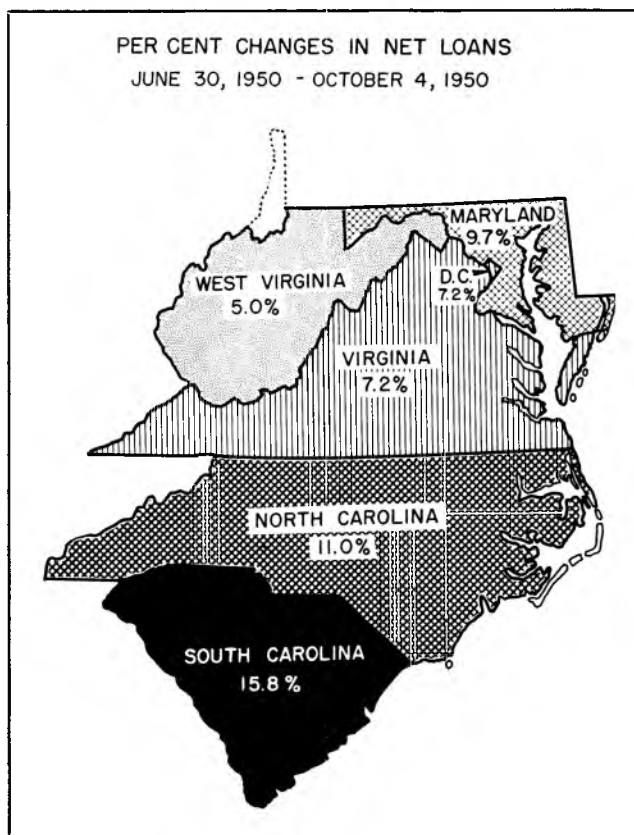 PER CENT CHANGES IN NET LOANS
JUNE 30, 1950 - OCTOBER 4, 1950
MARYLAND
9.7%
D.C.
7.2%
WEST VIRGINIA
5.0%
VIRGINIA
7.2%
NORTH CAROLINA
11.0%
SOUTH CAROLINA
15.8%